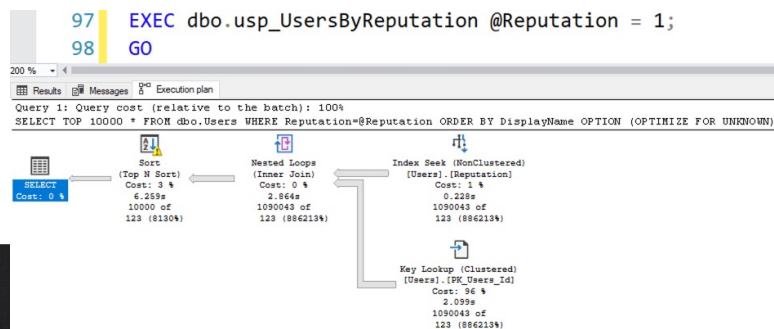 97 EXEC dbo.usp_UsersByReputation @Reputation = 1;
98 GO
200 %
Results Messages Execution plan
Query 1: Query cost (relative to the batch): 100%
SELECT TOP 10000 * FROM dbo.Users WHERE Reputation=@Reputation ORDER BY DisplayName OPTION (OPTIMIZE FOR UNKNOWN)
SELECT
Cost: 0 %
Sort
(Top N Sort)
Cost: 3 %
6.259s
10000 of
123 (8130%)
Nested Loops
(Inner Join)
Cost: 0 %
2.864s
1090043 of
123 (886213%)
Index Seek (NonClustered)
[Users].[Reputation]
Cost: 1 %
0.228s
1090043 of
123 (886213%)
Key Lookup (Clustered)
[Users].[PK_Users_Id]
Cost: 96 %
2.099s
1090043 of
123 (886213%)